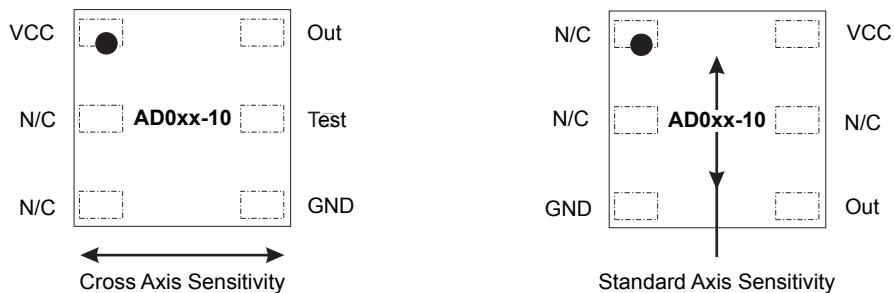 VCC Out
N/C AD0xx-10 Test
N/C GND
Cross Axis Sensitivity
N/C VCC
N/C AD0xx-10 N/C
GND Out
Standard Axis Sensitivity